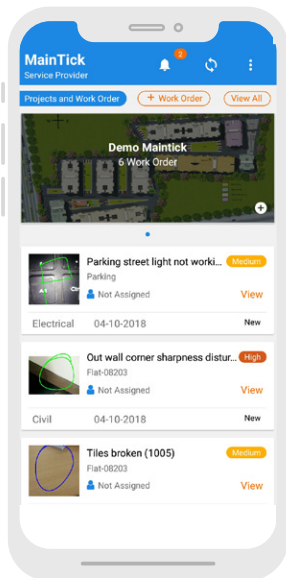 MainTick
2
Service Provider
Projects and Work Order
+ Work Order
View All
Demo Maintick
6 Work Order
Parking street light not worki...
Medium
Parking
Not Assigned
View
Electrical
04-10-2018
New
Out wall corner sharpness distur...
High
Flat-08203
Not Assigned
View
Civil
04-10-2018
New
Tiles broken (1005)
Medium
Flat-08203
Not Assigned
View